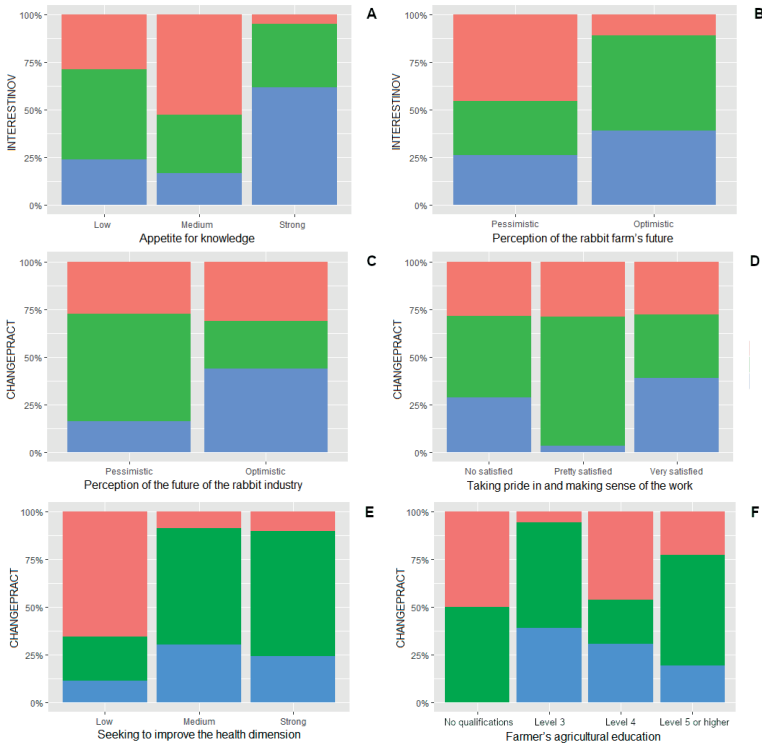 A
100%
75%
50%
25%
0%
INTERESTINOV
Low Medium Strong
Appetite for knowledge
B
100%
75%
50%
25%
0%
INTERESTINOV
Pessimistic Optimistic
Perception of the rabbit farm's future
C
100%
75%
50%
25%
0%
CHANGEPRACT
Pessimistic Optimistic
Perception of the future of the rabbit industry
D
100%
75%
50%
25%
0%
CHANGEPRACT
No satisfied Pretty satisfied Very satisfied
Taking pride in and making sense of the work
E
100%
75%
50%
25%
0%
CHANGEPRACT
Low Medium Strong
Seeking to improve the health dimension
F
100%
75%
50%
25%
0%
CHANGEPRACT
No qualifications Level 3 Level 4 Level 5 or higher
Farmer's agricultural education